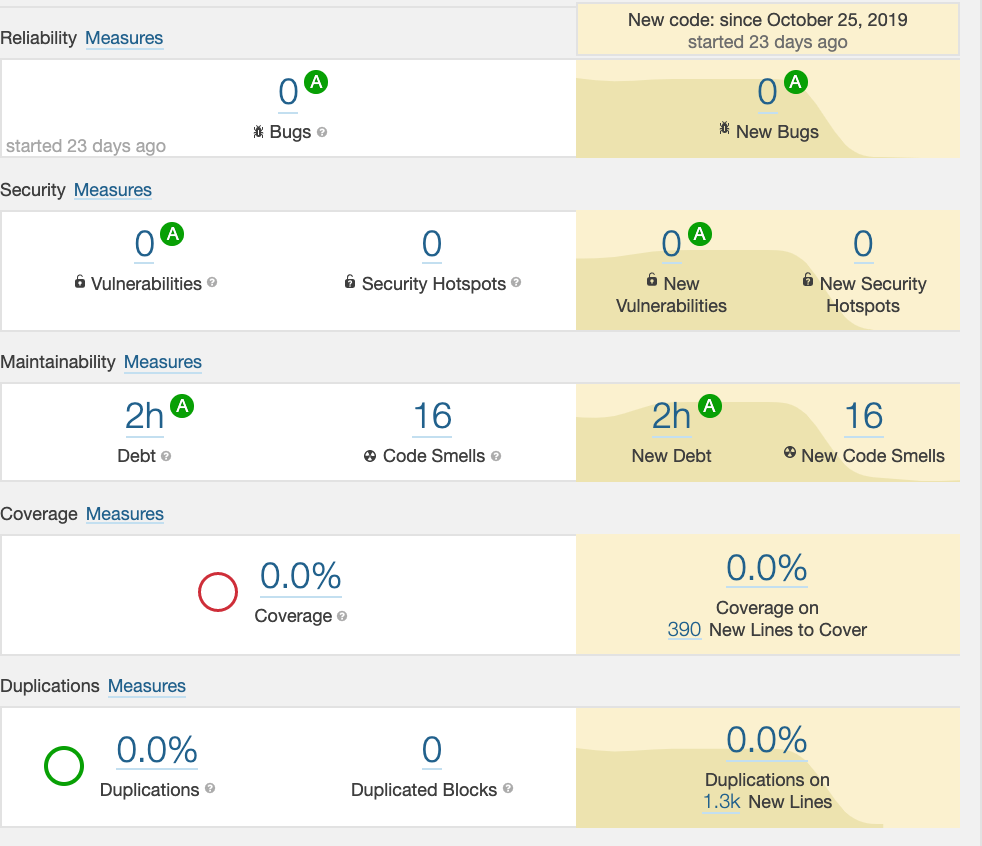 New code: since October 25, 2019
started 23 days ago
Reliability Measures
0 A
Bugs ?
started 23 days ago
0 A
New Bugs
Security Measures
0 A
Vulnerabilities ?
0
Security Hotspots ?
0 A
New
Vulnerabilities
0
New Security
Hotspots
Maintainability Measures
2h A
Debt ?
16
Code Smells ?
2h A
New Debt
16
New Code Smells
Coverage Measures
0.0%
Coverage ?
0.0%
Coverage on
390 New Lines to Cover
Duplications Measures
0.0%
Duplications ?
0
Duplicated Blocks ?
0.0%
Duplications on
1.3k New Lines